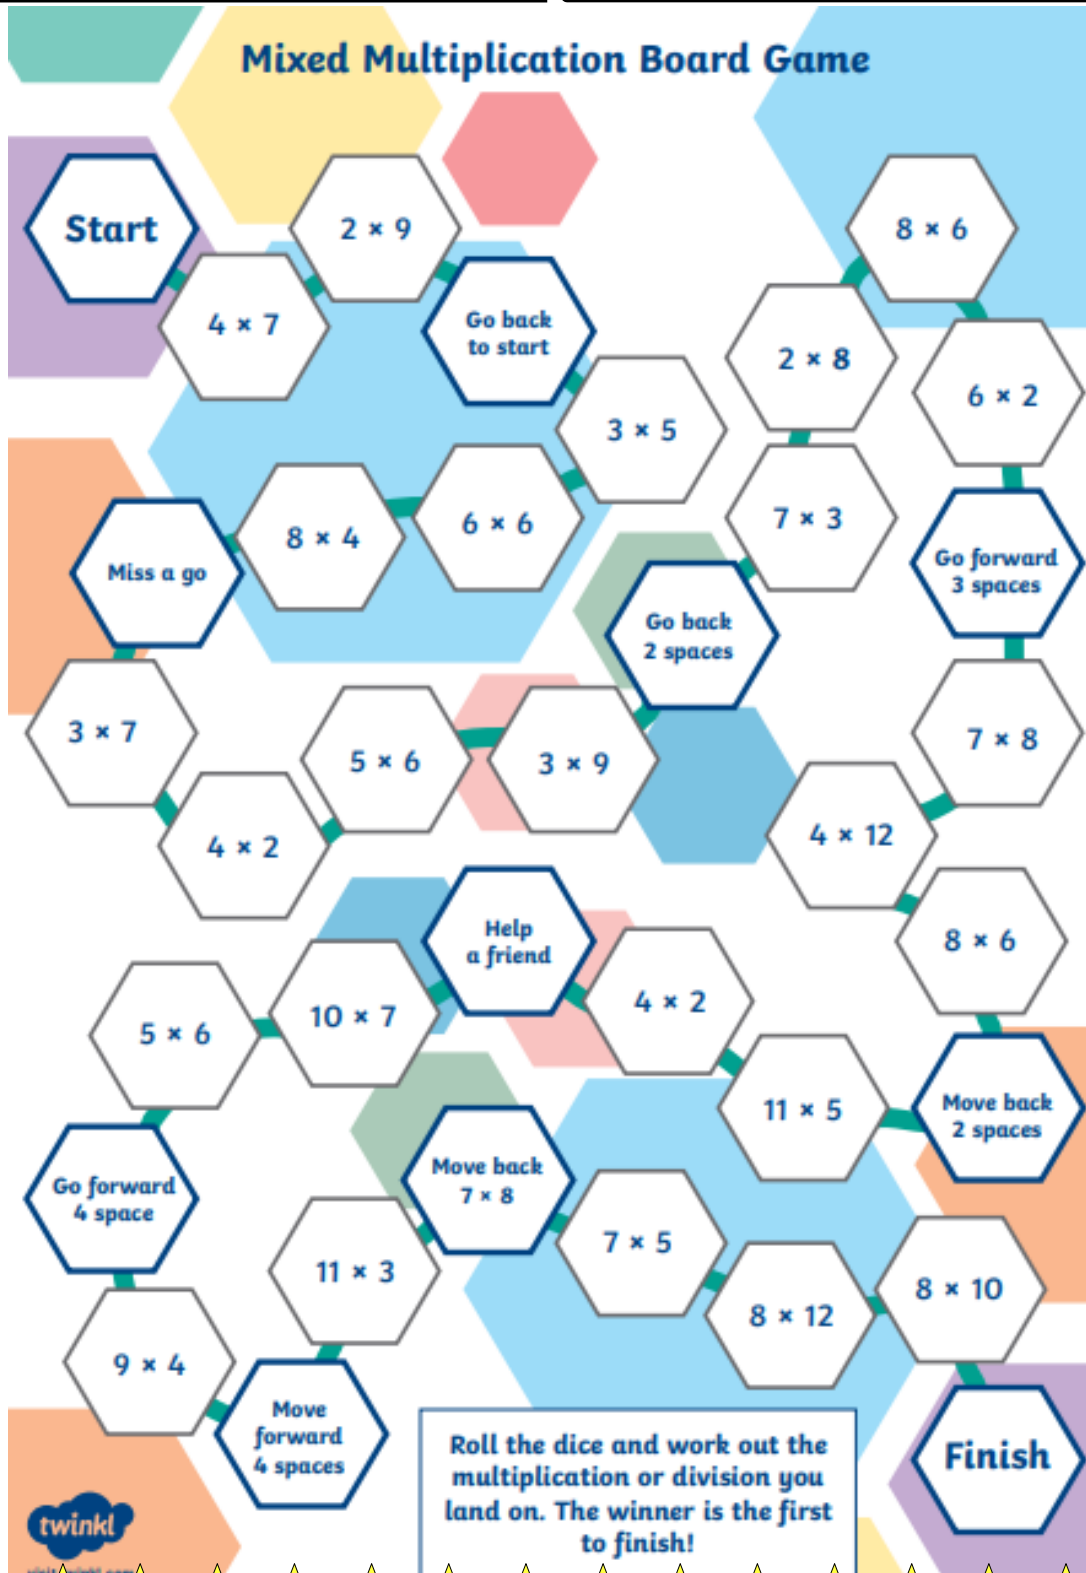 Mixed Multiplication Board Game
Start
4 × 7
2 × 9
Go back
to start
3 × 5
6 × 6
8 × 4
Miss a go
3 × 7
4 × 2
5 × 6
3 × 9
Go back
2 spaces
7 × 3
2 × 8
8 × 6
6 × 2
Go forward
3 spaces
7 × 8
4 × 12
8 × 6
Move back
2 spaces
11 × 5
4 × 2
Help
a friend
10 × 7
5 × 6
Go forward
4 space
9 × 4
Move
forward
4 spaces
11 × 3
Move back
7 × 8
7 × 5
8 × 12
8 × 10
Finish
Roll the dice and work out the
multiplication or division you
land on. The winner is the first
to finish!
twinkl